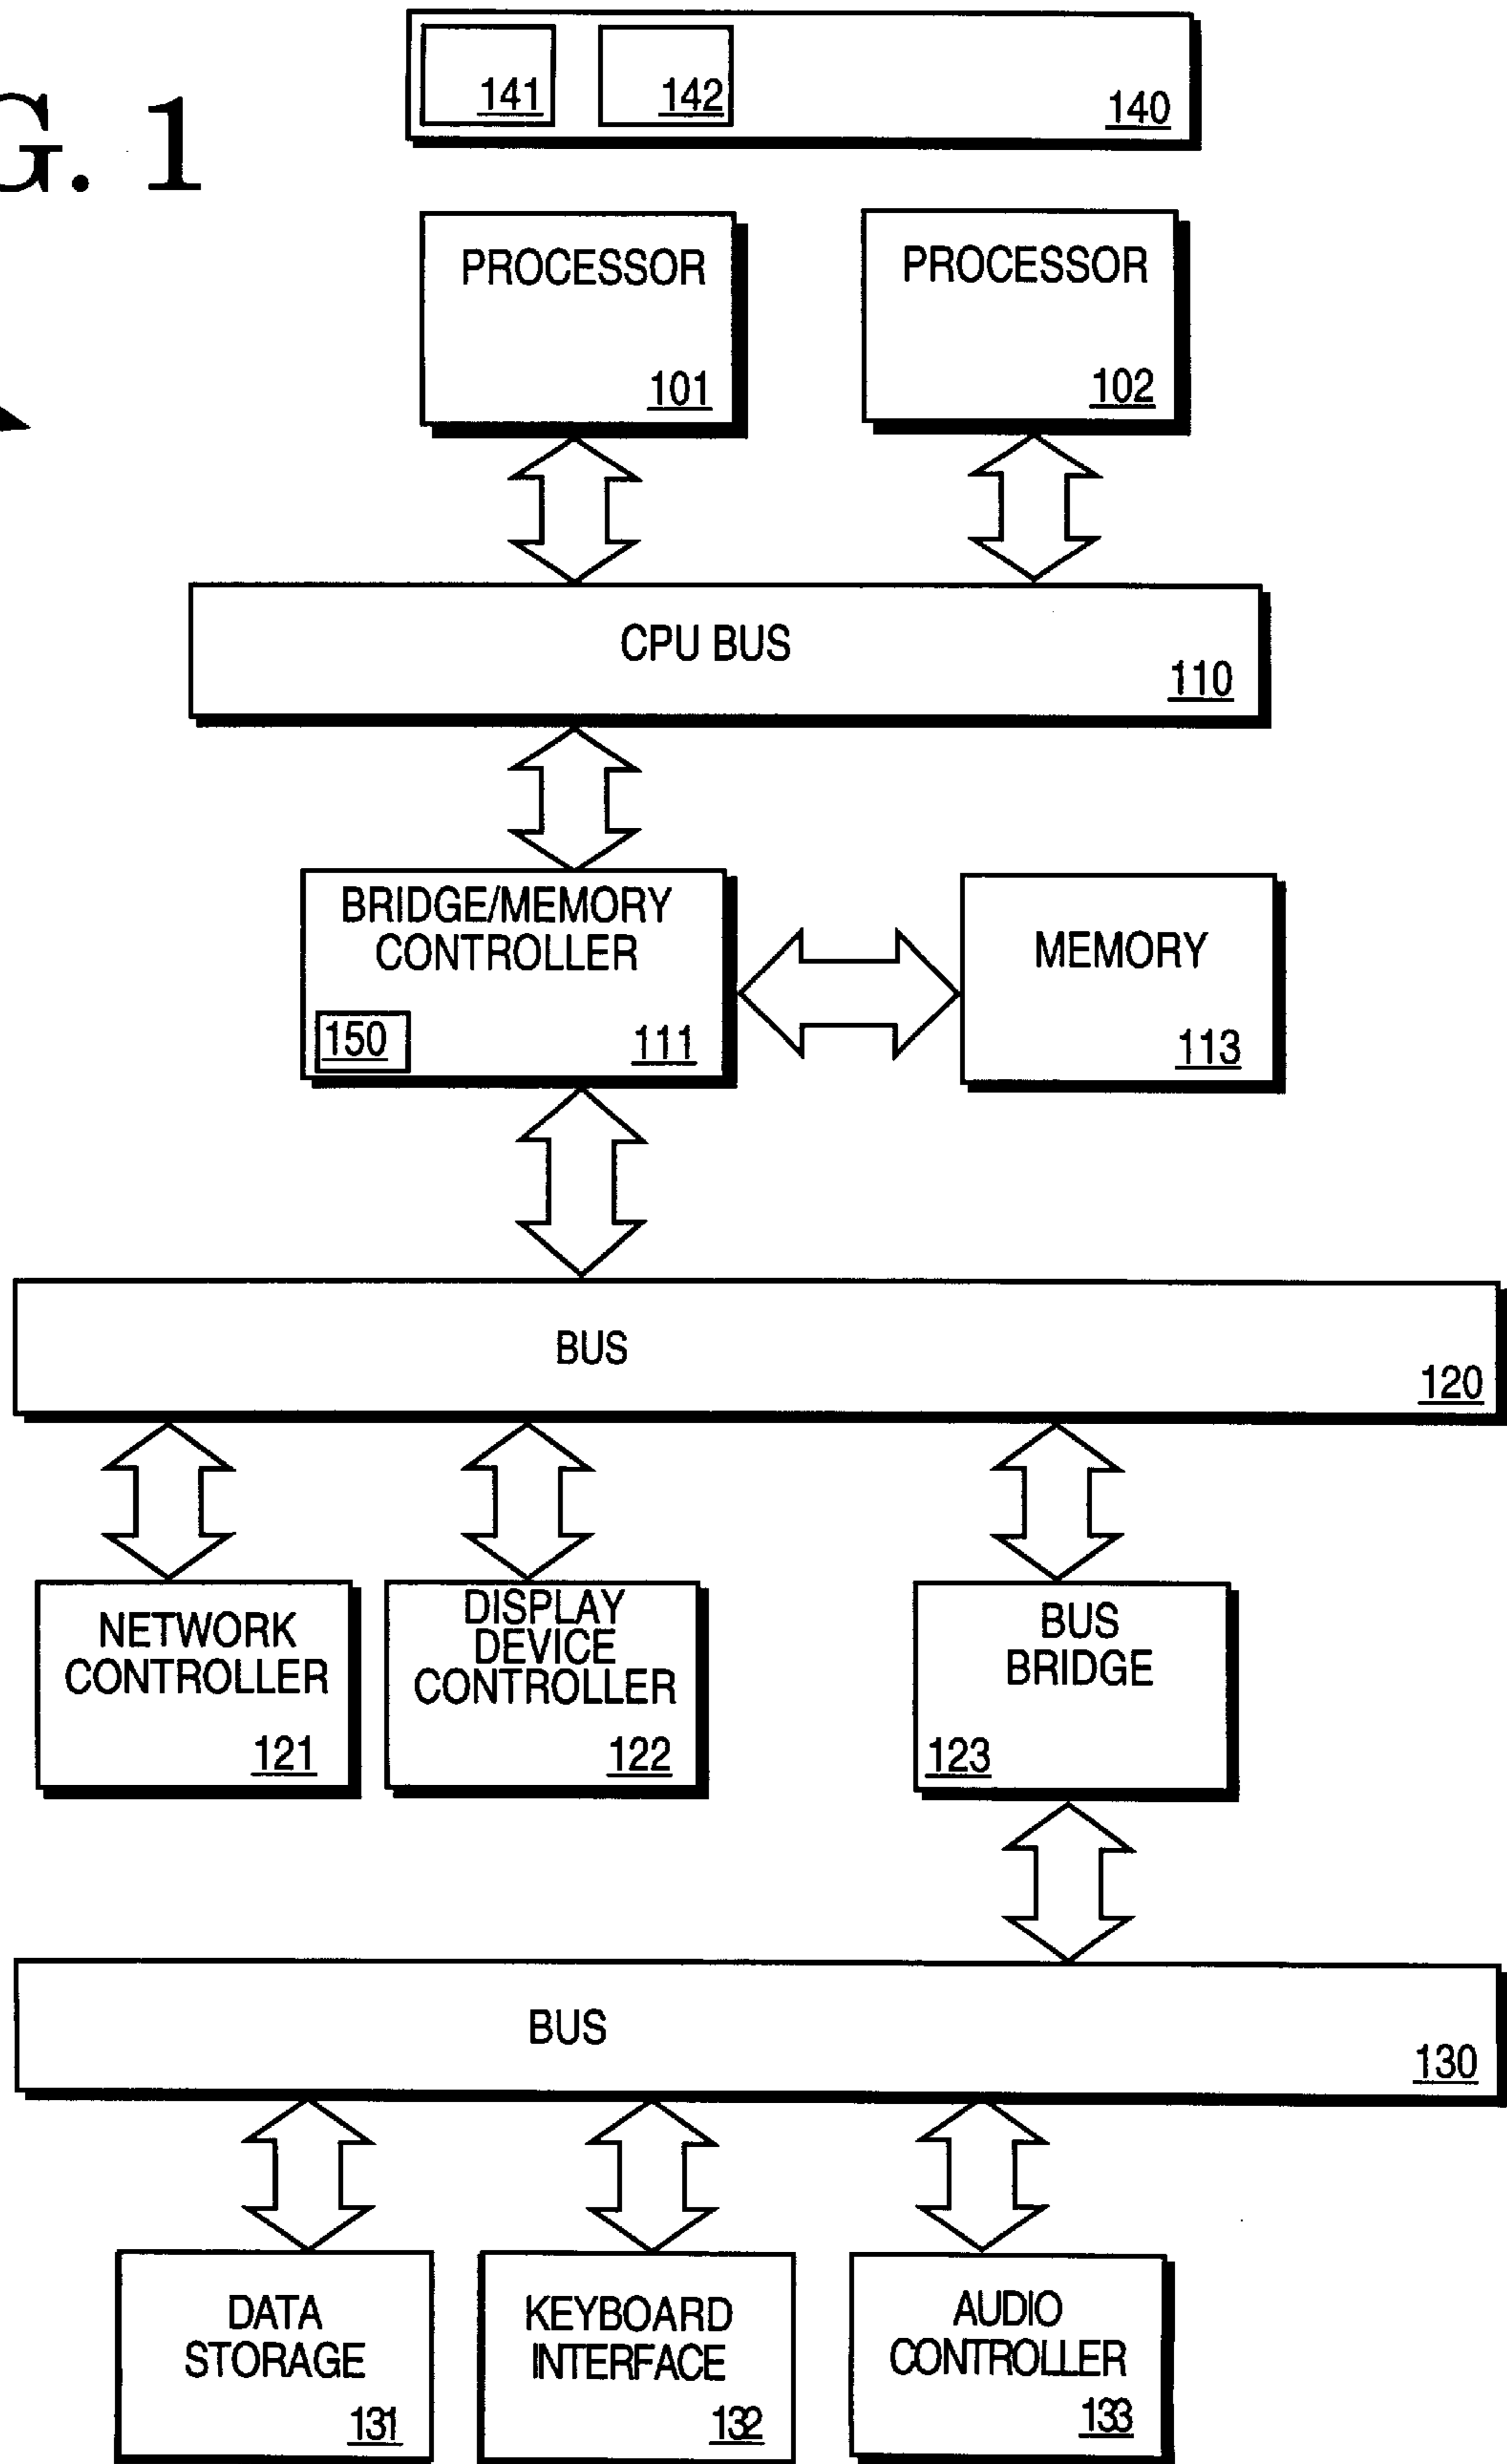 G. 1
141
142
140
PROCESSOR
101
PROCESSOR
102
CPU BUS
110
BRIDGE/MEMORY
CONTROLLER
150
111
MEMORY
113
BUS
120
NETWORK
CONTROLLER
121
DISPLAY
DEVICE
CONTROLLER
122
BUS
BRIDGE
123
BUS
130
DATA
STORAGE
131
KEYBOARD
INTERFACE
132
AUDIO
CONTROLLER
133